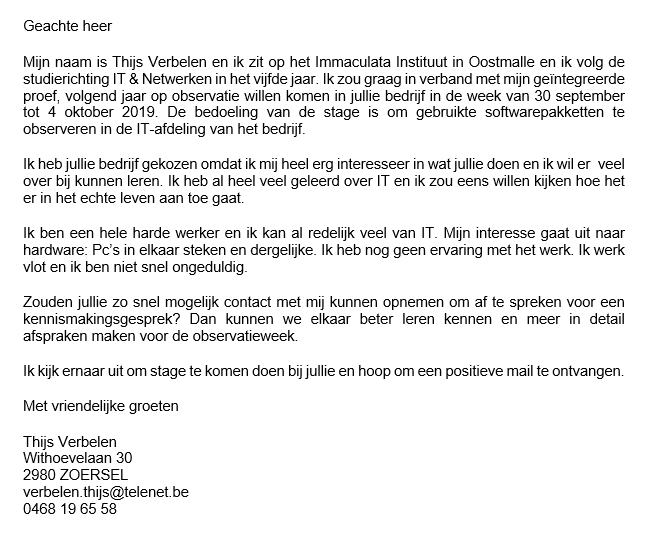 Geachte heer
Mijn naam is Thijs Verbelen en ik zit op het Immaculata Instituut in Oostmalle en ik volg de
studierichting IT & Netwerken in het vijfde jaar. Ik zou graag in verband met mijn geïntegreerde
proef, volgend jaar op observatie willen komen in jullie bedrijf in de week van 30 september
tot 4 oktober 2019. De bedoeling van de stage is om gebruikte softwarepakketten te
observeren in de IT-afdeling van het bedrijf.
Ik heb jullie bedrijf gekozen omdat ik mij heel erg interesseer in wat jullie doen en ik wil er veel
over bij kunnen leren. Ik heb al heel veel geleerd over IT en ik zou eens willen kijken hoe het
er in het echte leven aan toe gaat.
Ik ben een hele harde werker en ik kan al redelijk veel van IT. Mijn interesse gaat uit naar
hardware: Pc's in elkaar steken en dergelijke. Ik heb nog geen ervaring met het werk. Ik werk
vlot en ik ben niet snel ongeduldig.
Zouden jullie zo snel mogelijk contact met mij kunnen opnemen om af te spreken voor een
kennismakingsgesprek? Dan kunnen we elkaar beter leren kennen en meer in detail
afspraken maken voor de observatieweek.
Ik kijk ernaar uit om stage te komen doen bij jullie en hoop om een positieve mail te ontvangen.
Met vriendelijke groeten
Thijs Verbelen
Withoevelaan 30
2980 ZOERSEL
verbelen.thijs@telenet.be
0468 19 65 58